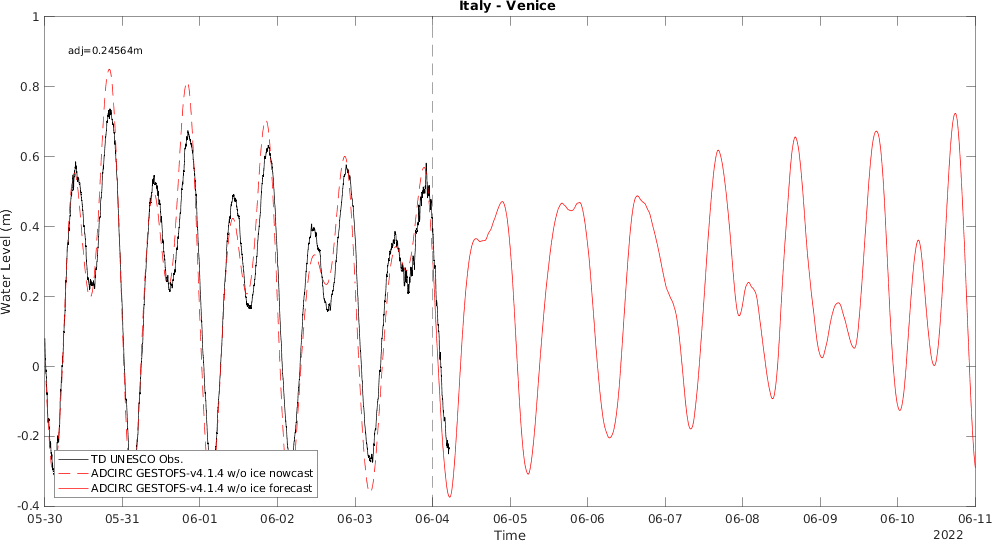 Italy - Venice
adj=0.24564m
Water Level (m)
1
0.8
0.6
0.4
0.2
0
-0.2
-0.4
TD UNESCO Obs.
ADCIRC GESTOFS-v4.1.4 w/o ice nowcast
ADCIRC GESTOFS-v4.1.4 w/o ice forecast
05-30 05-31 06-01 06-02 06-03 06-04 06-05 06-06 06-07 06-08 06-09 06-10 06-11
Time
2022